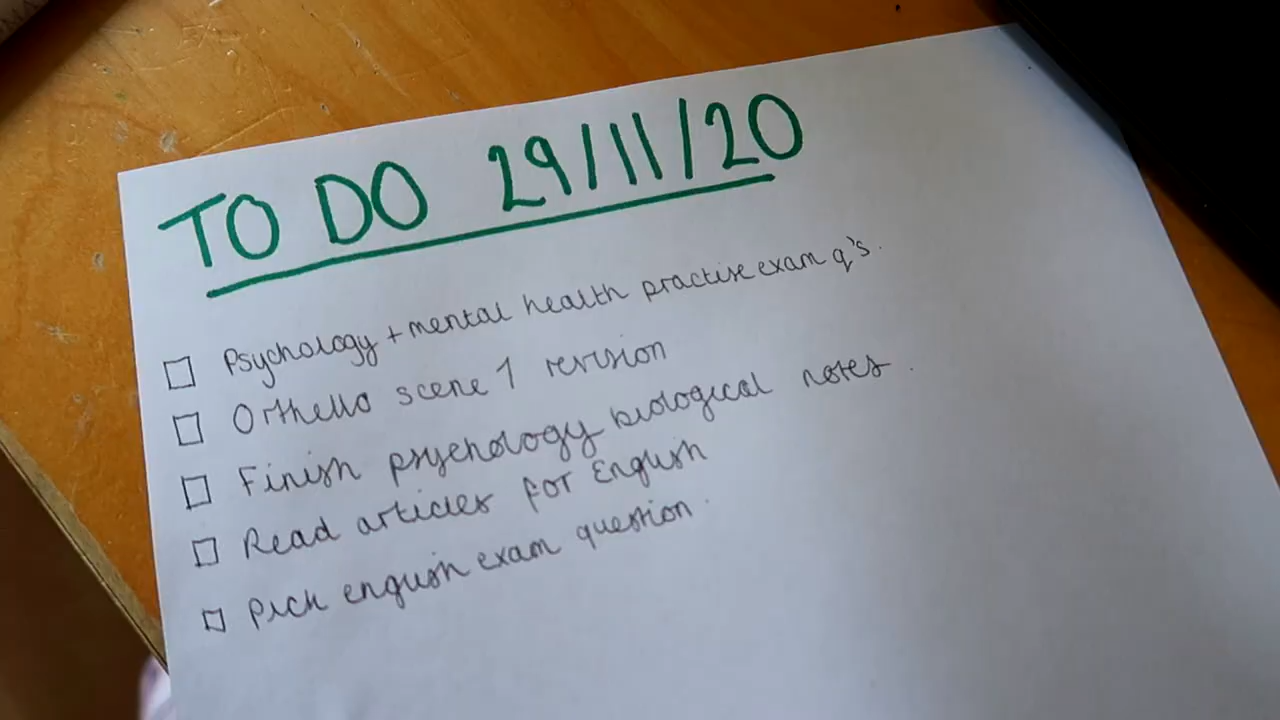 TO DO 29/11/20
Psychology + mental health practise exam q's.
Orthello scene 1 revision
Finish psychology biological notes.
Read articles for English
pick english exam question.